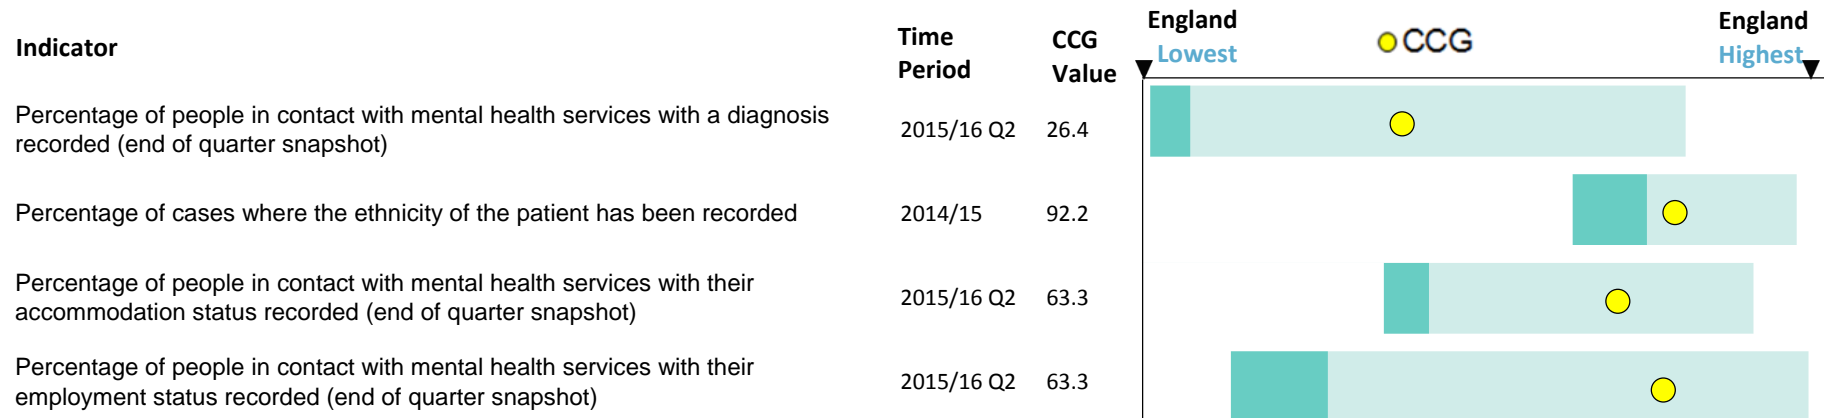 Indicator
Time Period
CCG Value
England Lowest
CCG
England Highest
Percentage of people in contact with mental health services with a diagnosis
recorded (end of quarter snapshot)
2015/16 Q2
26.4
Percentage of cases where the ethnicity of the patient has been recorded
2014/15
92.2
Percentage of people in contact with mental health services with their
accommodation status recorded (end of quarter snapshot)
2015/16 Q2
63.3
Percentage of people in contact with mental health services with their
employment status recorded (end of quarter snapshot)
2015/16 Q2
63.3